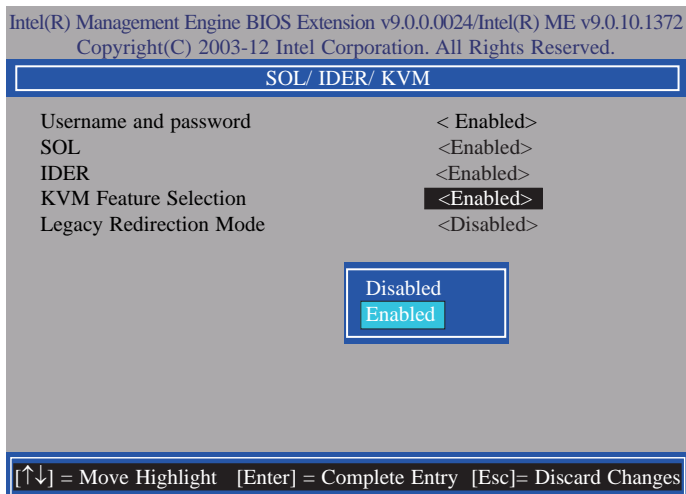 Intel(R) Management Engine BIOS Extension v9.0.0.0024/Intel(R) ME v9.0.10.1372
Copyright(C) 2003-12 Intel Corporation. All Rights Reserved.
SOL/ IDER/ KVM
Username and password < Enabled>
SOL <Enabled>
IDER <Enabled>
KVM Feature Selection <Enabled>
Legacy Redirection Mode <Disabled>
Disabled
Enabled
[↑↓] = Move Highlight [Enter] = Complete Entry [Esc]= Discard Changes